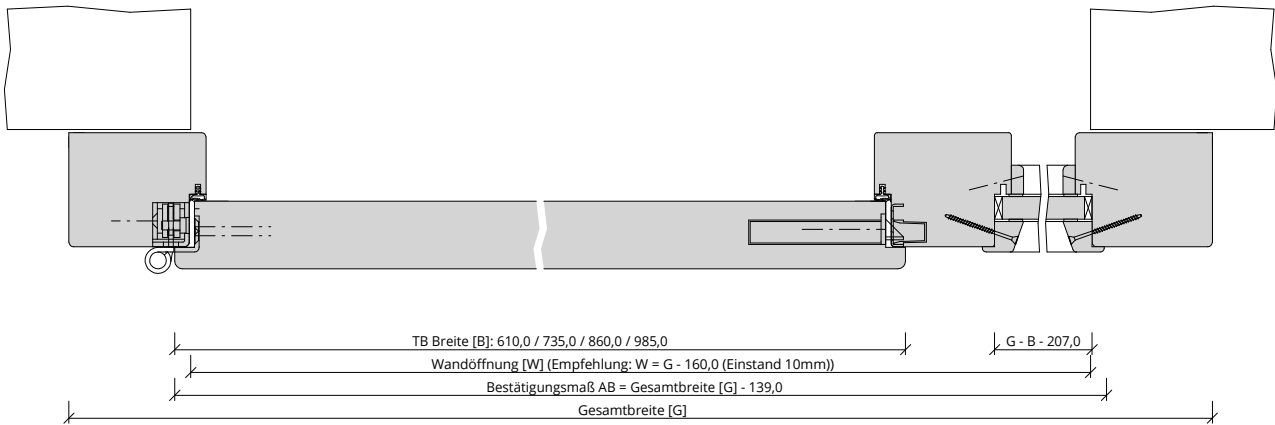 TB Breite [B]: 610,0 / 735,0 / 860,0 / 985,0
G - B - 207,0
Wandöffnung [W] (Empfehlung: W = G - 160,0 (Einstand 10mm))
Bestätigungsmaß AB = Gesamtbreite [G] - 139,0
Gesamtbreite [G]